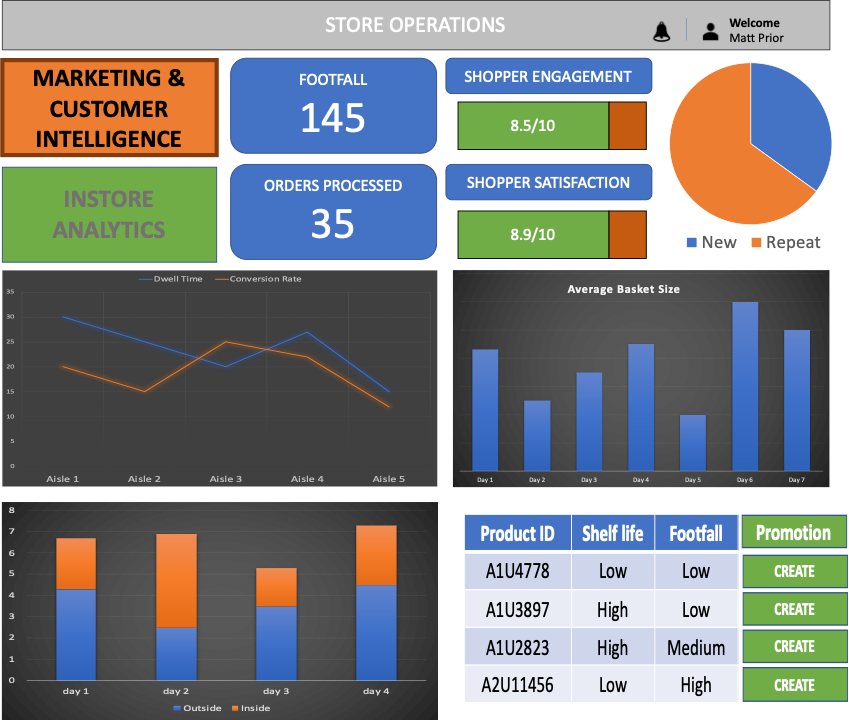 STORE OPERATIONS
Welcome
Matt Prior
MARKETING &
CUSTOMER
INTELLIGENCE
FOOTFALL
145
SHOPPER ENGAGEMENT
8.5/10
INSTORE
ANALYTICS
ORDERS PROCESSED
35
SHOPPER SATISFACTION
8.9/10
New Repeat
Dwell Time Conversion Rate
35
30
25
20
15
10
5
0
Aisle 1 Aisle 2 Aisle 3 Aisle 4 Aisle 5
Average Basket Size
Day 1 Day 2 Day 3 Day 4 Day 5 Day 6 Day 7
8
7
6
5
4
3
2
1
0
day 1 day 2 day 3 day 4
Outside Inside
Product ID Shelf life Footfall Promotion
A1U4778 Low Low CREATE
A1U3897 High Low CREATE
A1U2823 High Medium CREATE
A2U11456 Low High CREATE